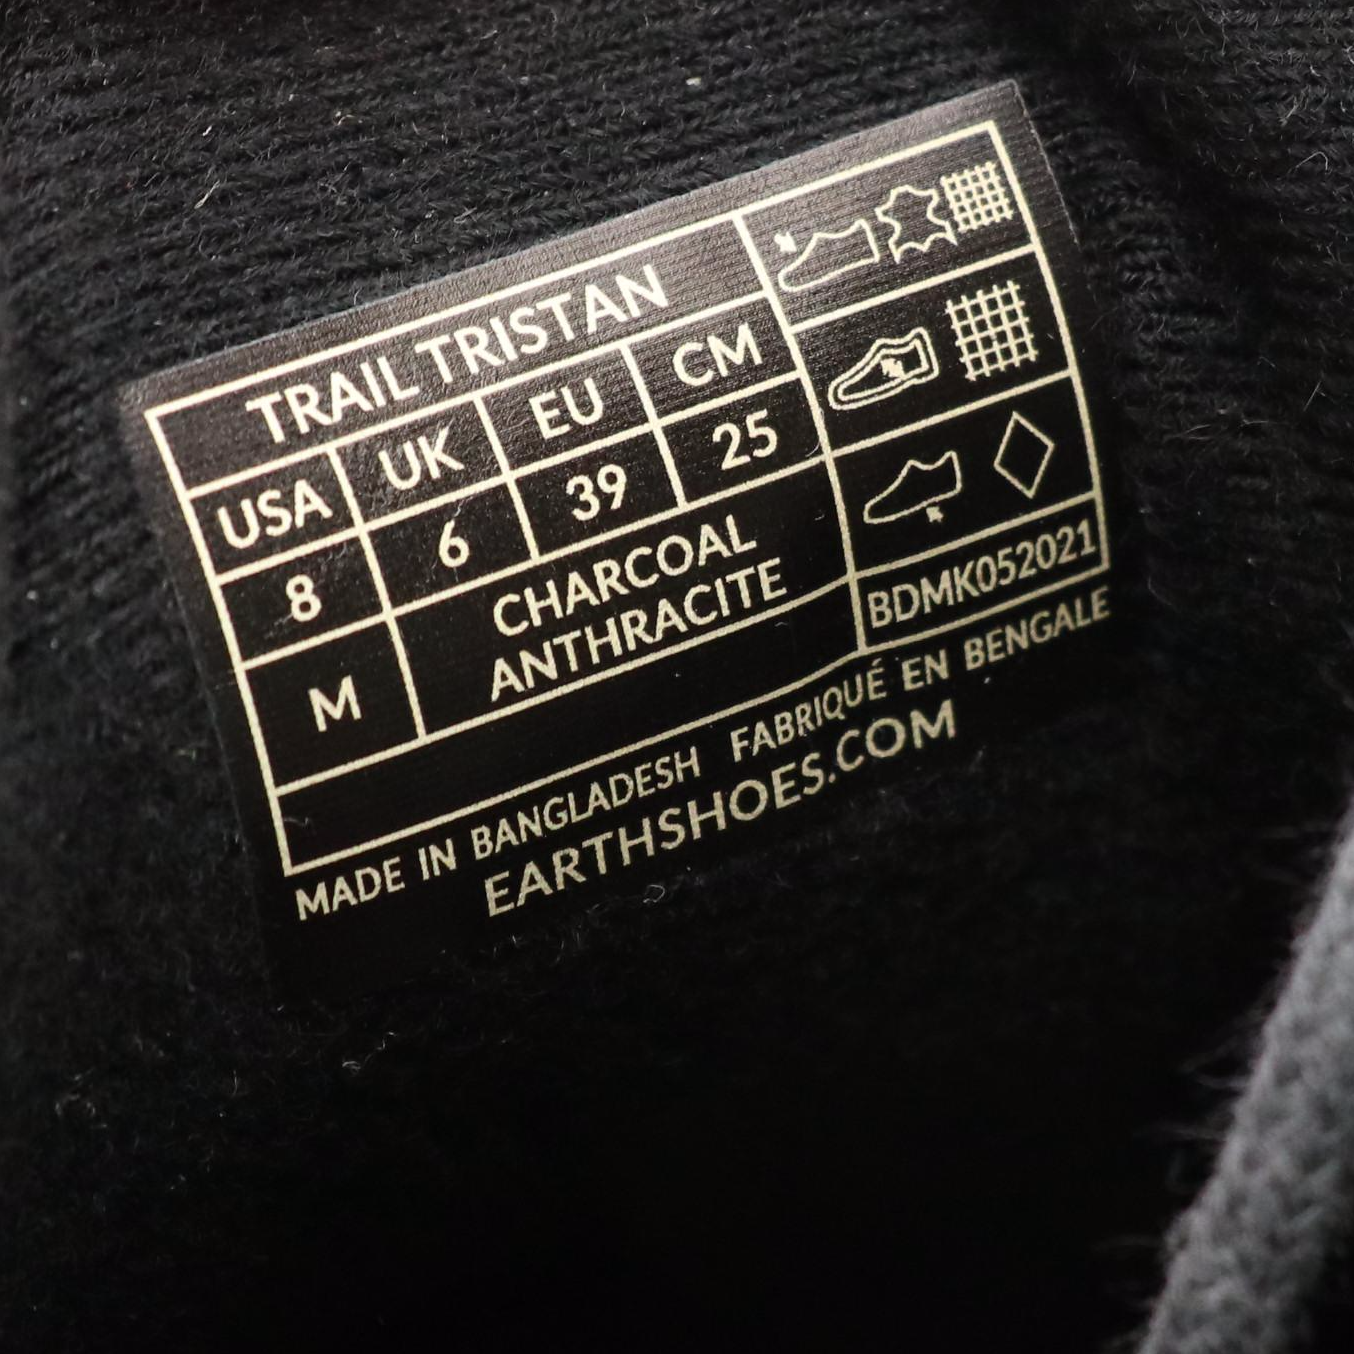 TRAIL TRISTAN
USA UK EU CM
8 6 39 25
M CHARCOAL
ANTHRACITE
BDMK052021
MADE IN BANGLADESH FABRIQUÉ EN BENGALE
EARTHSHOES.COM